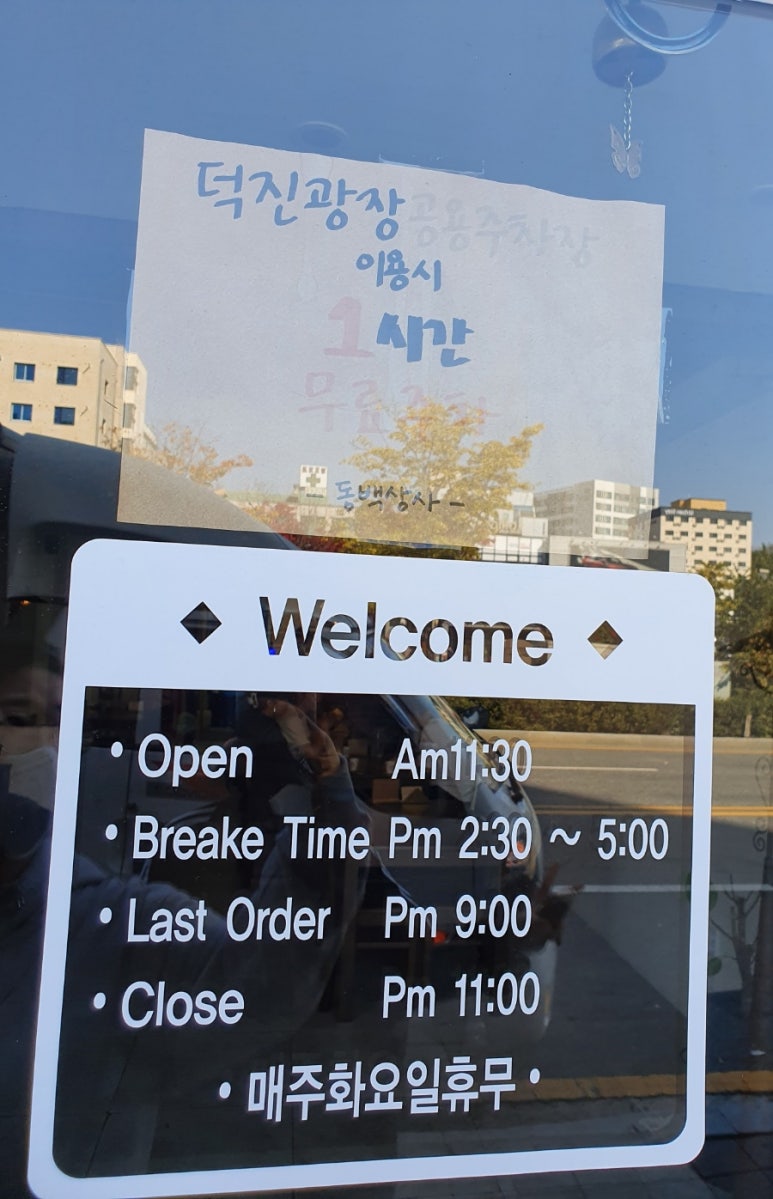 덕진광장공용주차장
이용시
1시간
무료주차
동백상사 -
Welcome
• Open Am11:30
• Breake Time Pm 2:30 ~ 5:00
• Last Order Pm 9:00
• Close Pm 11:00
• 매주화요일휴무 •